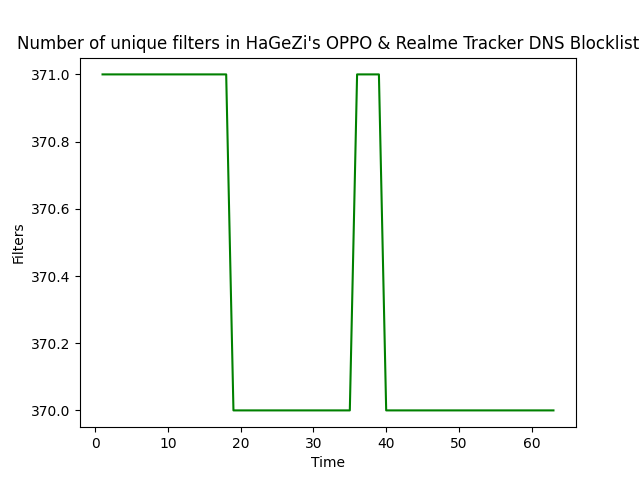 Number of unique filters in HaGeZi's OPPO & Realme Tracker DNS Blocklist
371.0
370.8
370.6
370.4
370.2
370.0
Filters
0 10 20 30 40 50 60
Time